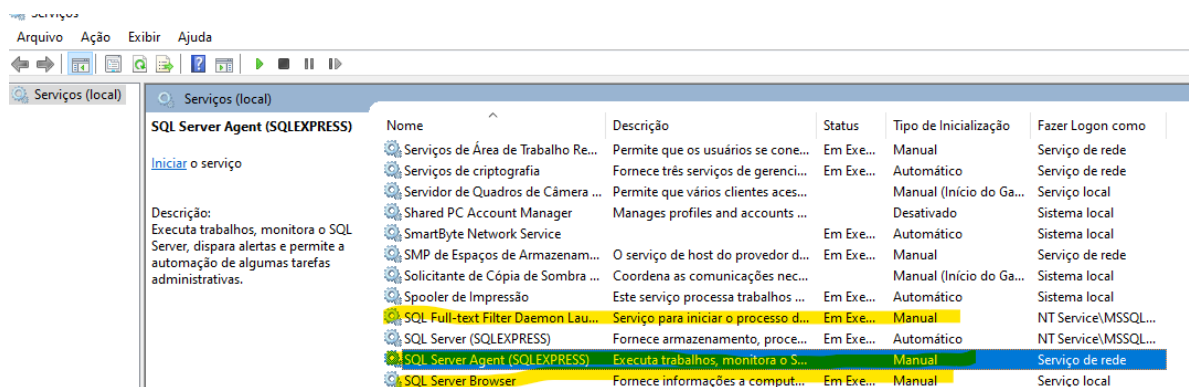 Serviços
Arquivo Ação Exibir Ajuda
Serviços (local)
Serviços (local)
SQL Server Agent (SQLEXPRESS)
Iniciar o serviço
Descrição:
Executa trabalhos, monitora o SQL
Server, dispara alertas e permite a
automação de algumas tarefas
administrativas.
Nome Descrição Status Tipo de Inicialização Fazer Logon como
Serviços de Área de Trabalho Re... Permite que os usuários se cone... Em Exe... Manual Serviço de rede
Serviços de criptografia Fornece três serviços de gerenci... Em Exe... Automático Serviço de rede
Servidor de Quadros de Câmera ... Permite que vários clientes aces... Manual (Início do Ga... Serviço local
Shared PC Account Manager Manages profiles and accounts ... Desativado Sistema local
SmartByte Network Service Em Exe... Automático Sistema local
SMP de Espaços de Armazenam... O serviço de host do provedor d... Em Exe... Manual Serviço de rede
Solicitante de Cópia de Sombra ... Coordena as comunicações nec... Manual (Início do Ga... Sistema local
Spooler de Impressão Este serviço processa trabalhos ... Em Exe... Automático Sistema local
SQL Full-text Filter Daemon Lau... Serviço para iniciar o processo d... Em Exe... Manual NT Service\MSSQL...
SQL Server (SQLEXPRESS) Fornece armazenamento, proce... Em Exe... Automático NT Service\MSSQL...
SQL Server Agent (SQLEXPRESS) Executa trabalhos, monitora o S... Manual Serviço de rede
SQL Server Browser Fornece informações a comput... Em Exe... Manual Serviço local